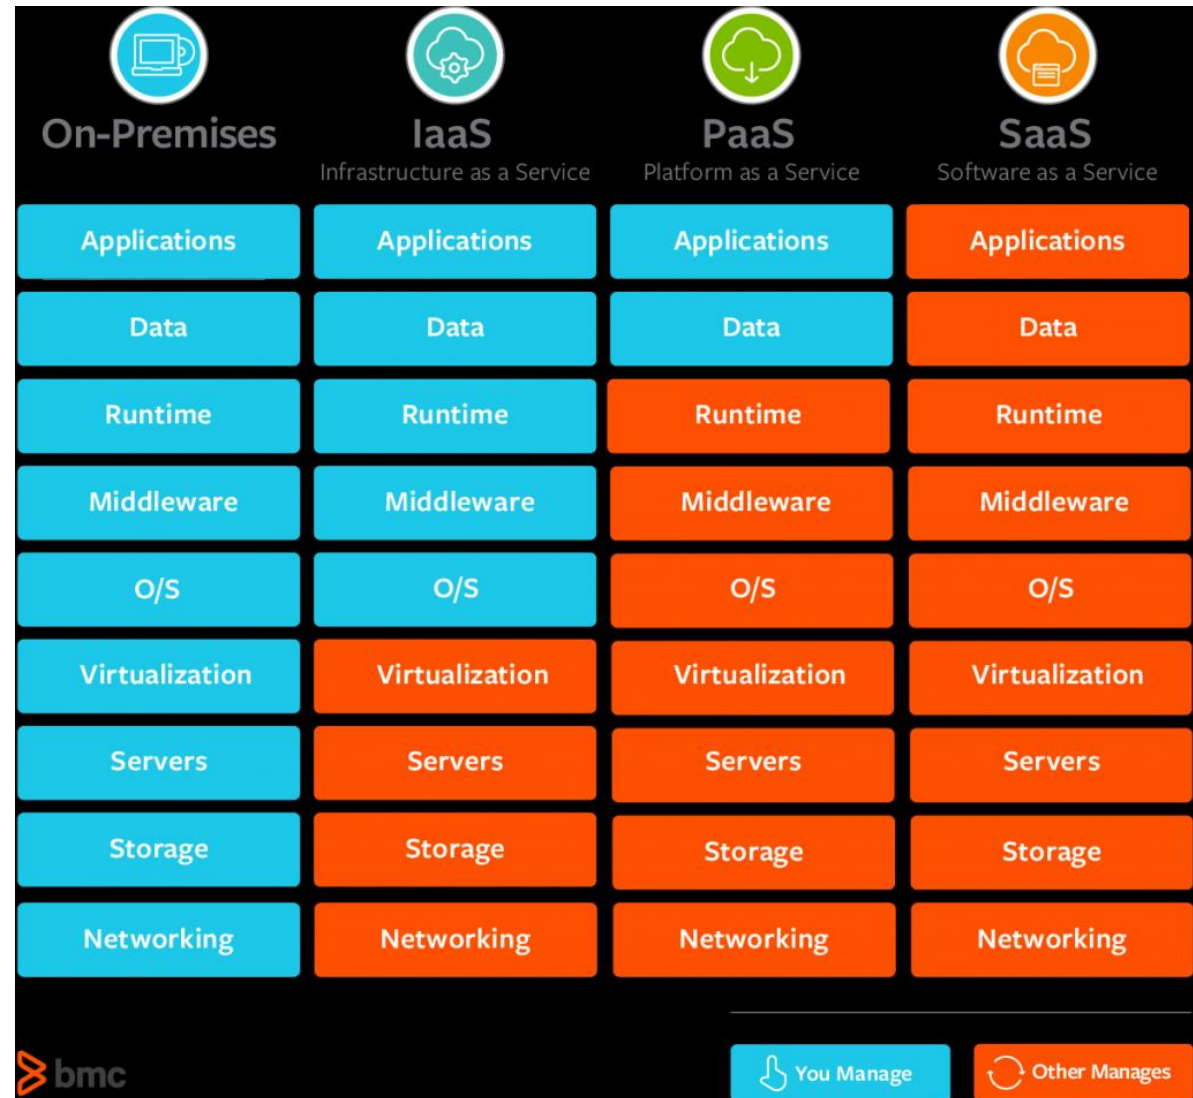 On-Premises IaaS PaaS SaaS
Infrastructure as a Service Platform as a Service Software as a Service
Applications Applications Applications Applications
Data Data Data Data
Runtime Runtime Runtime Runtime
Middleware Middleware Middleware Middleware
O/S O/S O/S O/S
Virtualization Virtualization Virtualization Virtualization
Servers Servers Servers Servers
Storage Storage Storage Storage
Networking Networking Networking Networking
bmc You Manage Other Manages